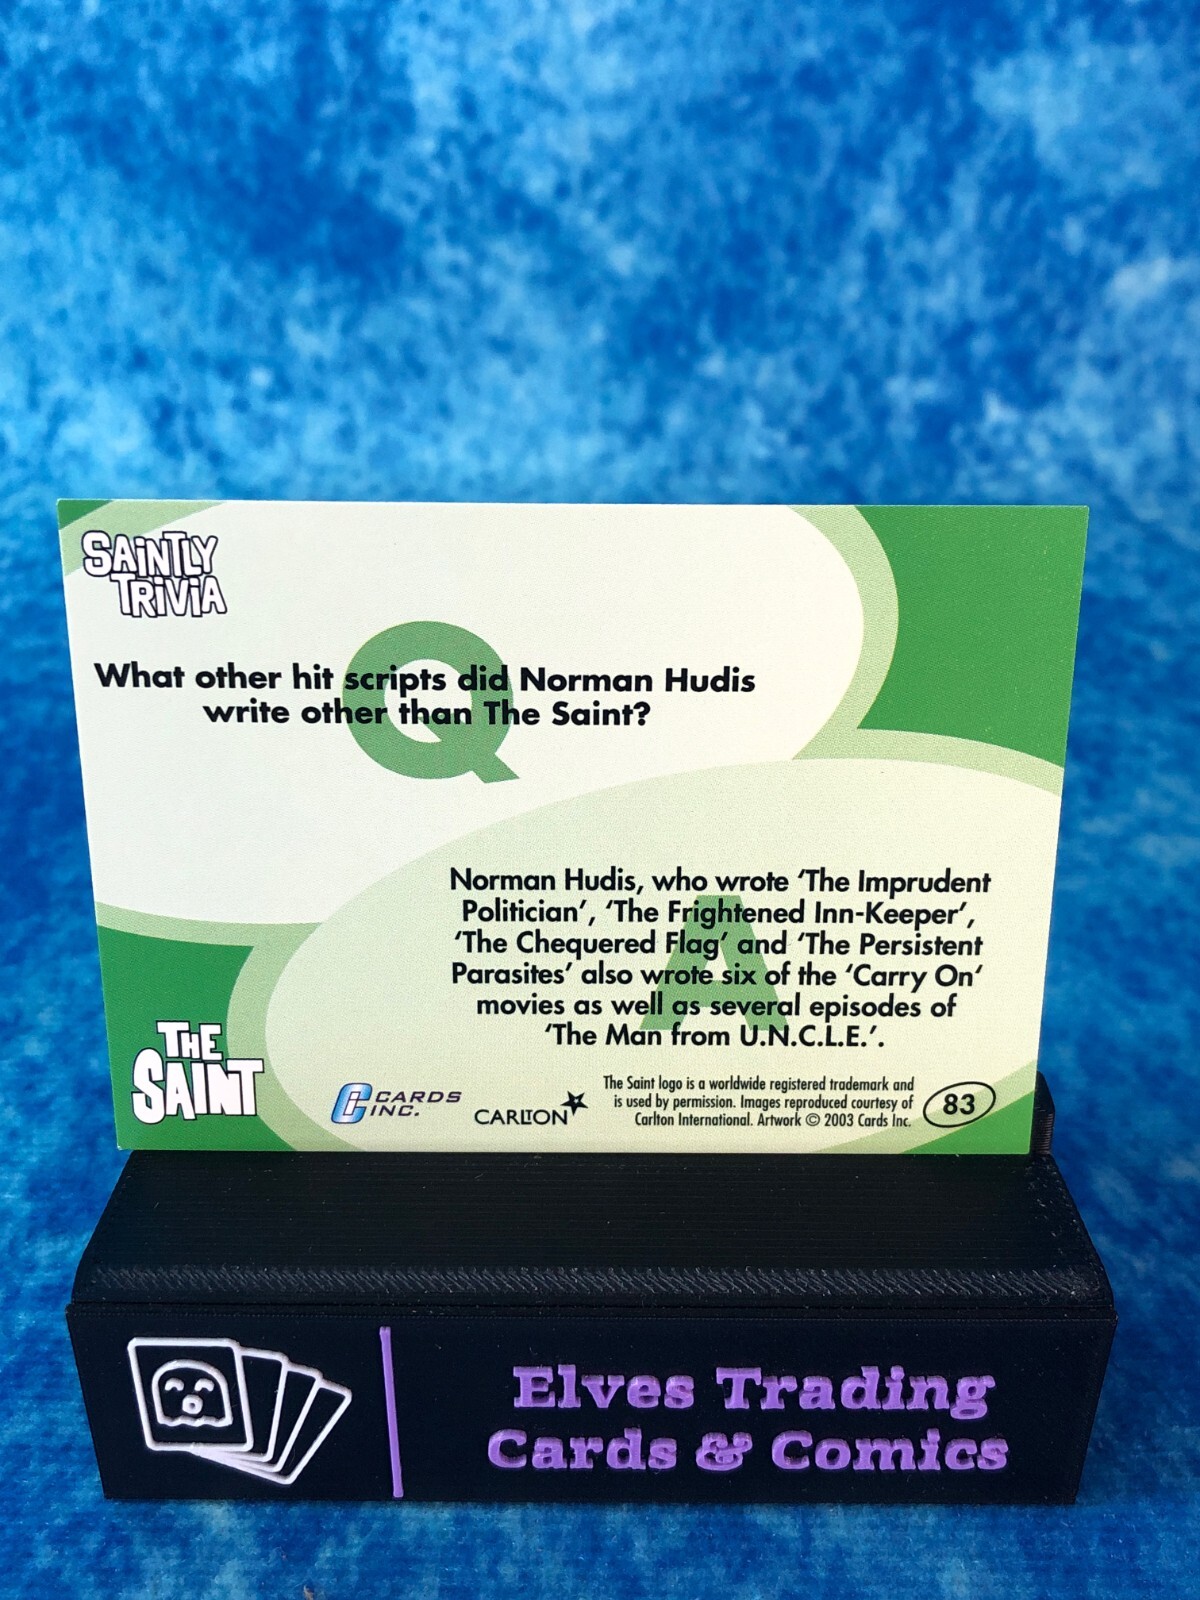 SAINTLY
TRIVIA
What other hit scripts did Norman Hudis
write other than The Saint?
Q
Norman Hudis, who wrote ‘The Imprudent
Politician’, ‘The Frightened Inn-Keeper’,
‘The Chequered Flag’ and ‘The Persistent
Parasites’ also wrote six of the ‘Carry On‘
movies as well as several episodes of
‘The Man from U.N.C.L.E.’.
A
THE
SAINT
CARDS
INC.
CARLTON
The Saint logo is a worldwide registered trademark and
is used by permission. Images reproduced courtesy of
Carlton International. Artwork © 2003 Cards Inc.
83
Elves Trading
Cards & Comics